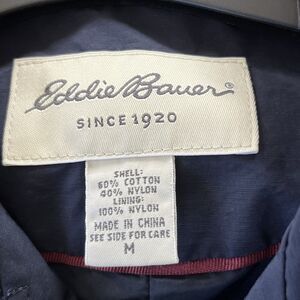 Eddie Bauer®
SINCE 1920
SHELL:
60% COTTON
40% NYLON
LINING:
100% NYLON
MADE IN CHINA
SEE SIDE FOR CARE
M